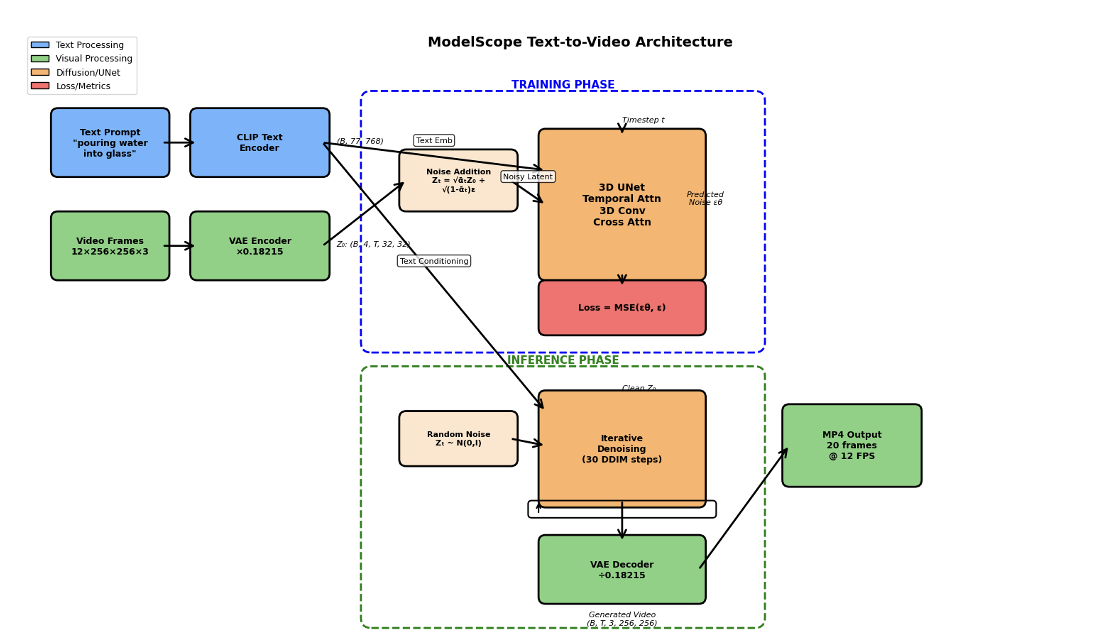 ModelScope Text-to-Video Architecture
Text Processing
Visual Processing
Diffusion/UNet
Loss/Metrics
TRAINING PHASE
Text Prompt
"pouring water
into glass"
CLIP Text
Encoder
(B, 77, 768)
Text Emb
Timestep t
Noise Addition
Zₜ = √ᾱₜZ₀ +
√(1-ᾱₜ)ε
Noisy Latent
3D UNet
Temporal Attn
3D Conv
Cross Attn
Predicted
Noise εθ
Video Frames
12×256×256×3
VAE Encoder
×0.18215
Z₀: (B, 4, T, 32, 32)
Text Conditioning
Loss = MSE(εθ, ε)
INFERENCE PHASE
Clean Z₀
Random Noise
Zₜ ~ N(0,I)
Iterative
Denoising
(30 DDIM steps)
MP4 Output
20 frames
@ 12 FPS
VAE Decoder
÷0.18215
Generated Video
(B, T, 3, 256, 256)